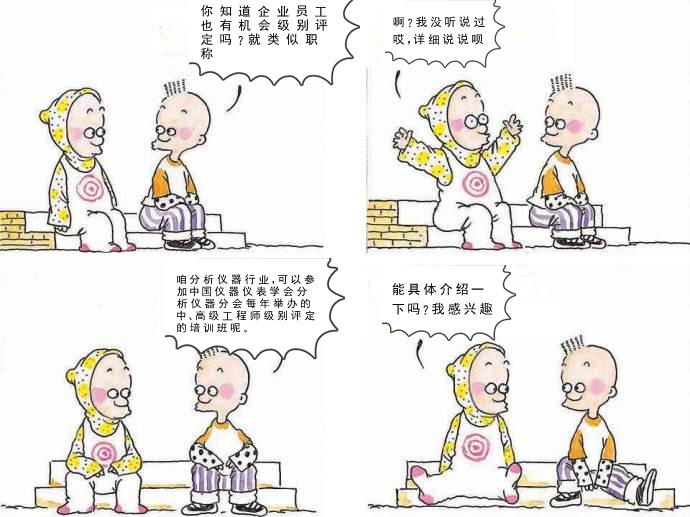 你知道企业员工
也有机会级别评
定吗?就类似职
称
啊?我没听说过
哎,详细说说呗
咱分析仪器行业,可以参
加中国仪器仪表学会分
析仪器分会每年举办的
中、高级工程师级别评定
的培训班呢。
能具体介绍一
下吗?我感兴趣